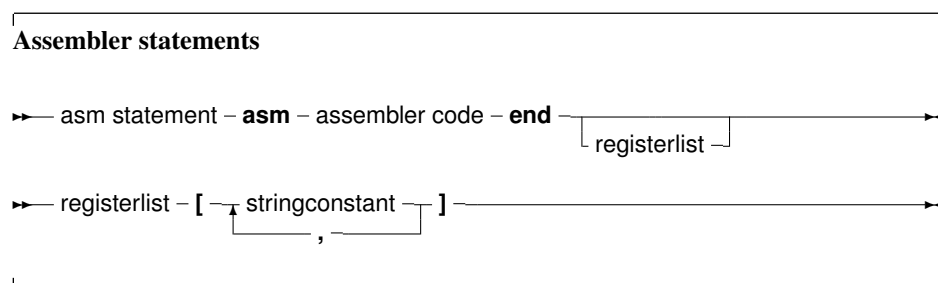 Assembler statements
asm statement – asm – assembler code – end
registerlist
registerlist – [ stringconstant ]
,